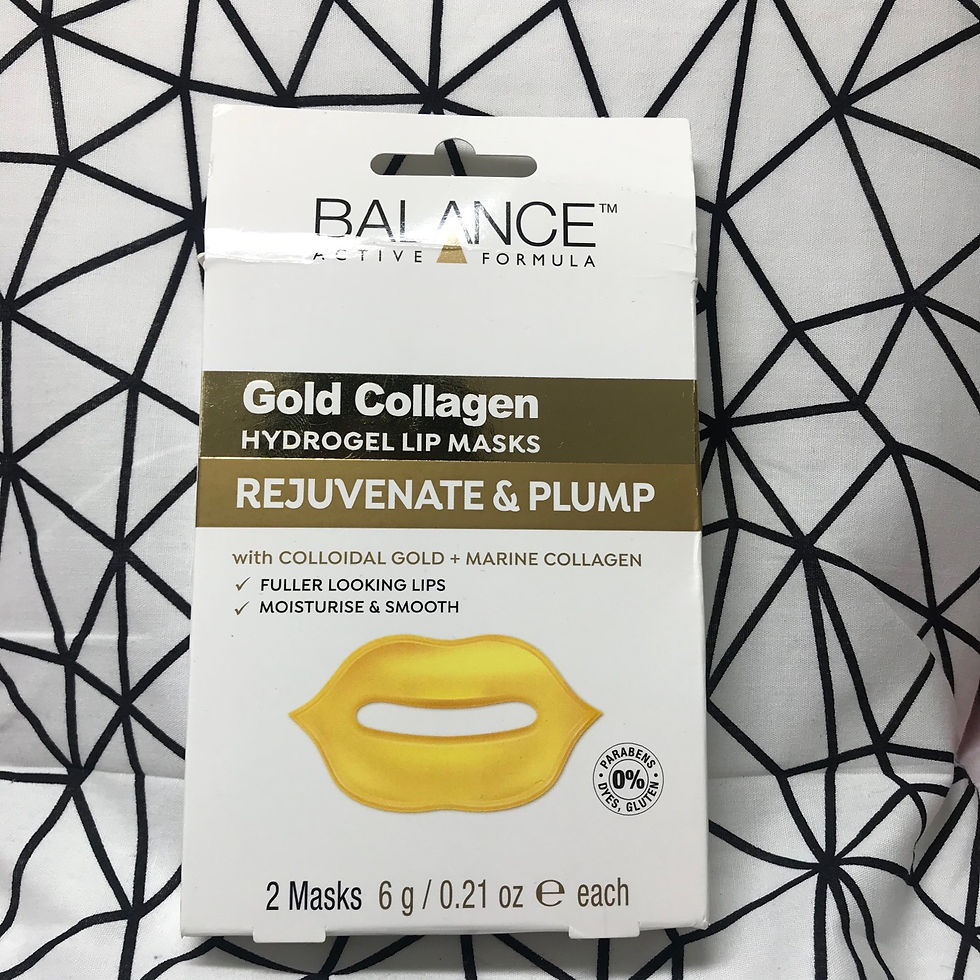 BALANCE™
ACTIVE FORMULA
Gold Collagen
HYDROGEL LIP MASKS
REJUVENATE & PLUMP
with COLLOIDAL GOLD + MARINE COLLAGEN
✓ FULLER LOOKING LIPS
✓ MOISTURISE & SMOOTH
• PARABENS •
0%
DYES, GLUTEN
2 Masks 6 g / 0.21 oz ℮ each